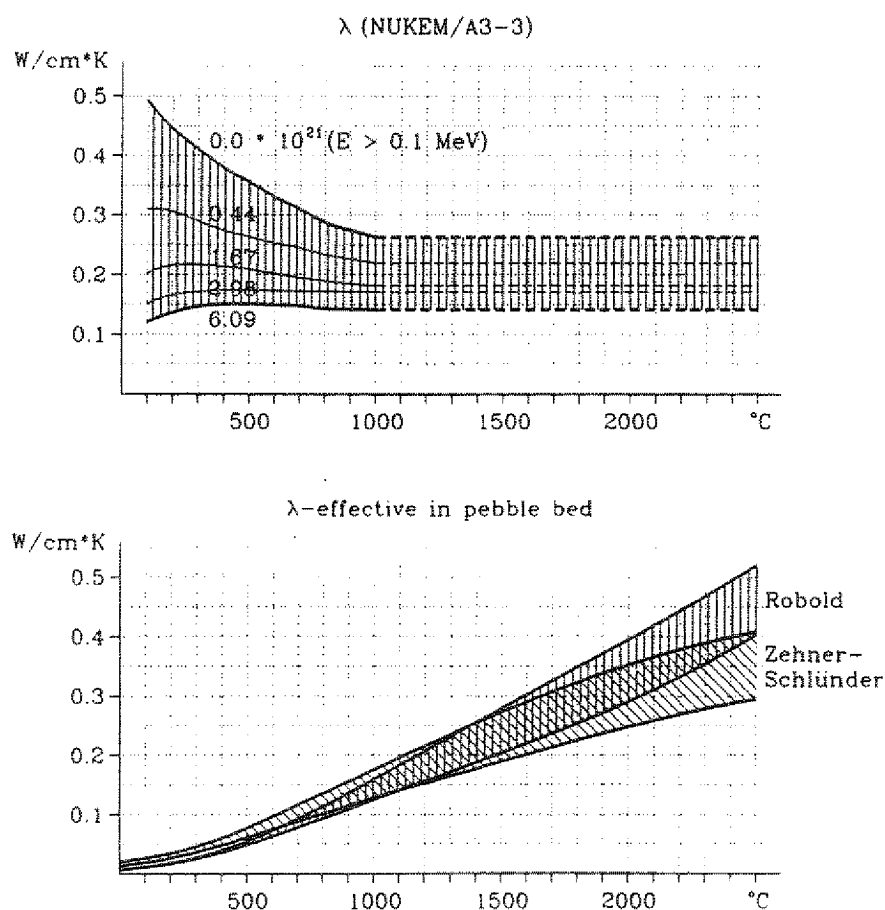 λ (NUKEM/A3-3)
W/cm*K
0.5
0.0 * 10²¹(E > 0.1 MeV)
0.4
0.3
0.44
1.67
0.2
2.98
6.09
0.1
500 1000 1500 2000 °C
λ-effective in pebble bed
W/cm*K
0.5
Robold
0.4
Zehner-
Schlünder
0.3
0.2
0.1
500 1000 1500 2000 °C